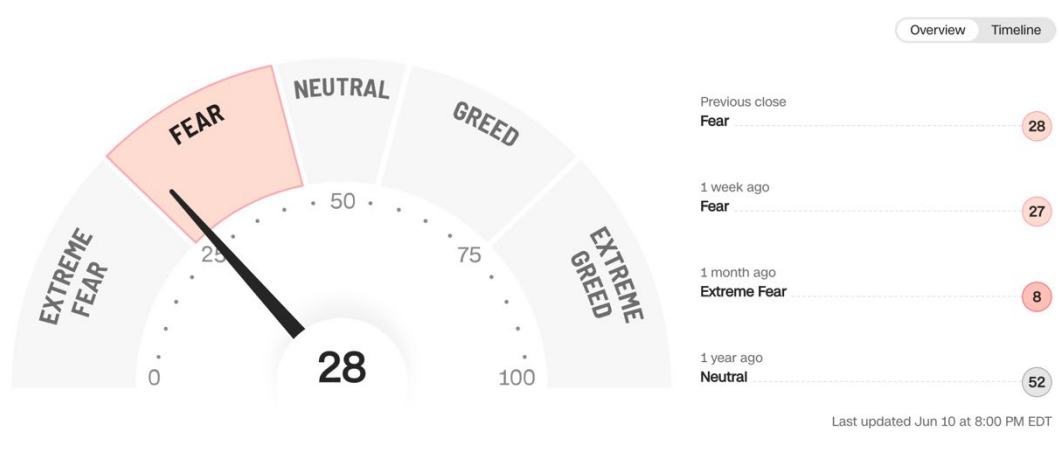 Overview Timeline
EXTREME
FEAR
FEAR
NEUTRAL
GREED
EXTREME
GREED
0
25
50
75
100
28
Previous close
Fear 28
1 week ago
Fear 27
1 month ago
Extreme Fear 8
1 year ago
Neutral 52
Last updated Jun 10 at 8:00 PM EDT